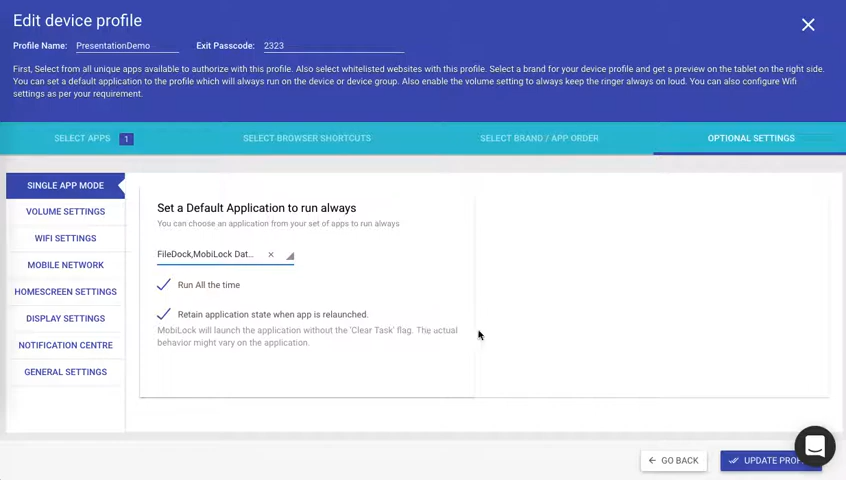 Edit device profile
Profile Name: PresentationDemo Exit Passcode: 2323
First, Select from all unique apps available to authorize with this profile. Also select whitelisted websites with this profile. Select a brand for your device profile and get a preview on the tablet on the right side.
You can set a default application to the profile which will always run on the device or device group. Also enable the volume setting to always keep the ringer always on loud. You can also configure Wifi
settings as per your requirement.
SELECT APPS 1 SELECT BROWSER SHORTCUTS SELECT BRAND / APP ORDER OPTIONAL SETTINGS
SINGLE APP MODE
VOLUME SETTINGS
WIFI SETTINGS
MOBILE NETWORK
HOMESCREEN SETTINGS
DISPLAY SETTINGS
NOTIFICATION CENTRE
GENERAL SETTINGS
Set a Default Application to run always
You can choose an application from your set of apps to run always
FileDock,MobiLock Dat...
Run All the time
Retain application state when app is relaunched.
MobiLock will launch the application without the 'Clear Task' flag. The actual
behavior might vary on the application.
GO BACK UPDATE